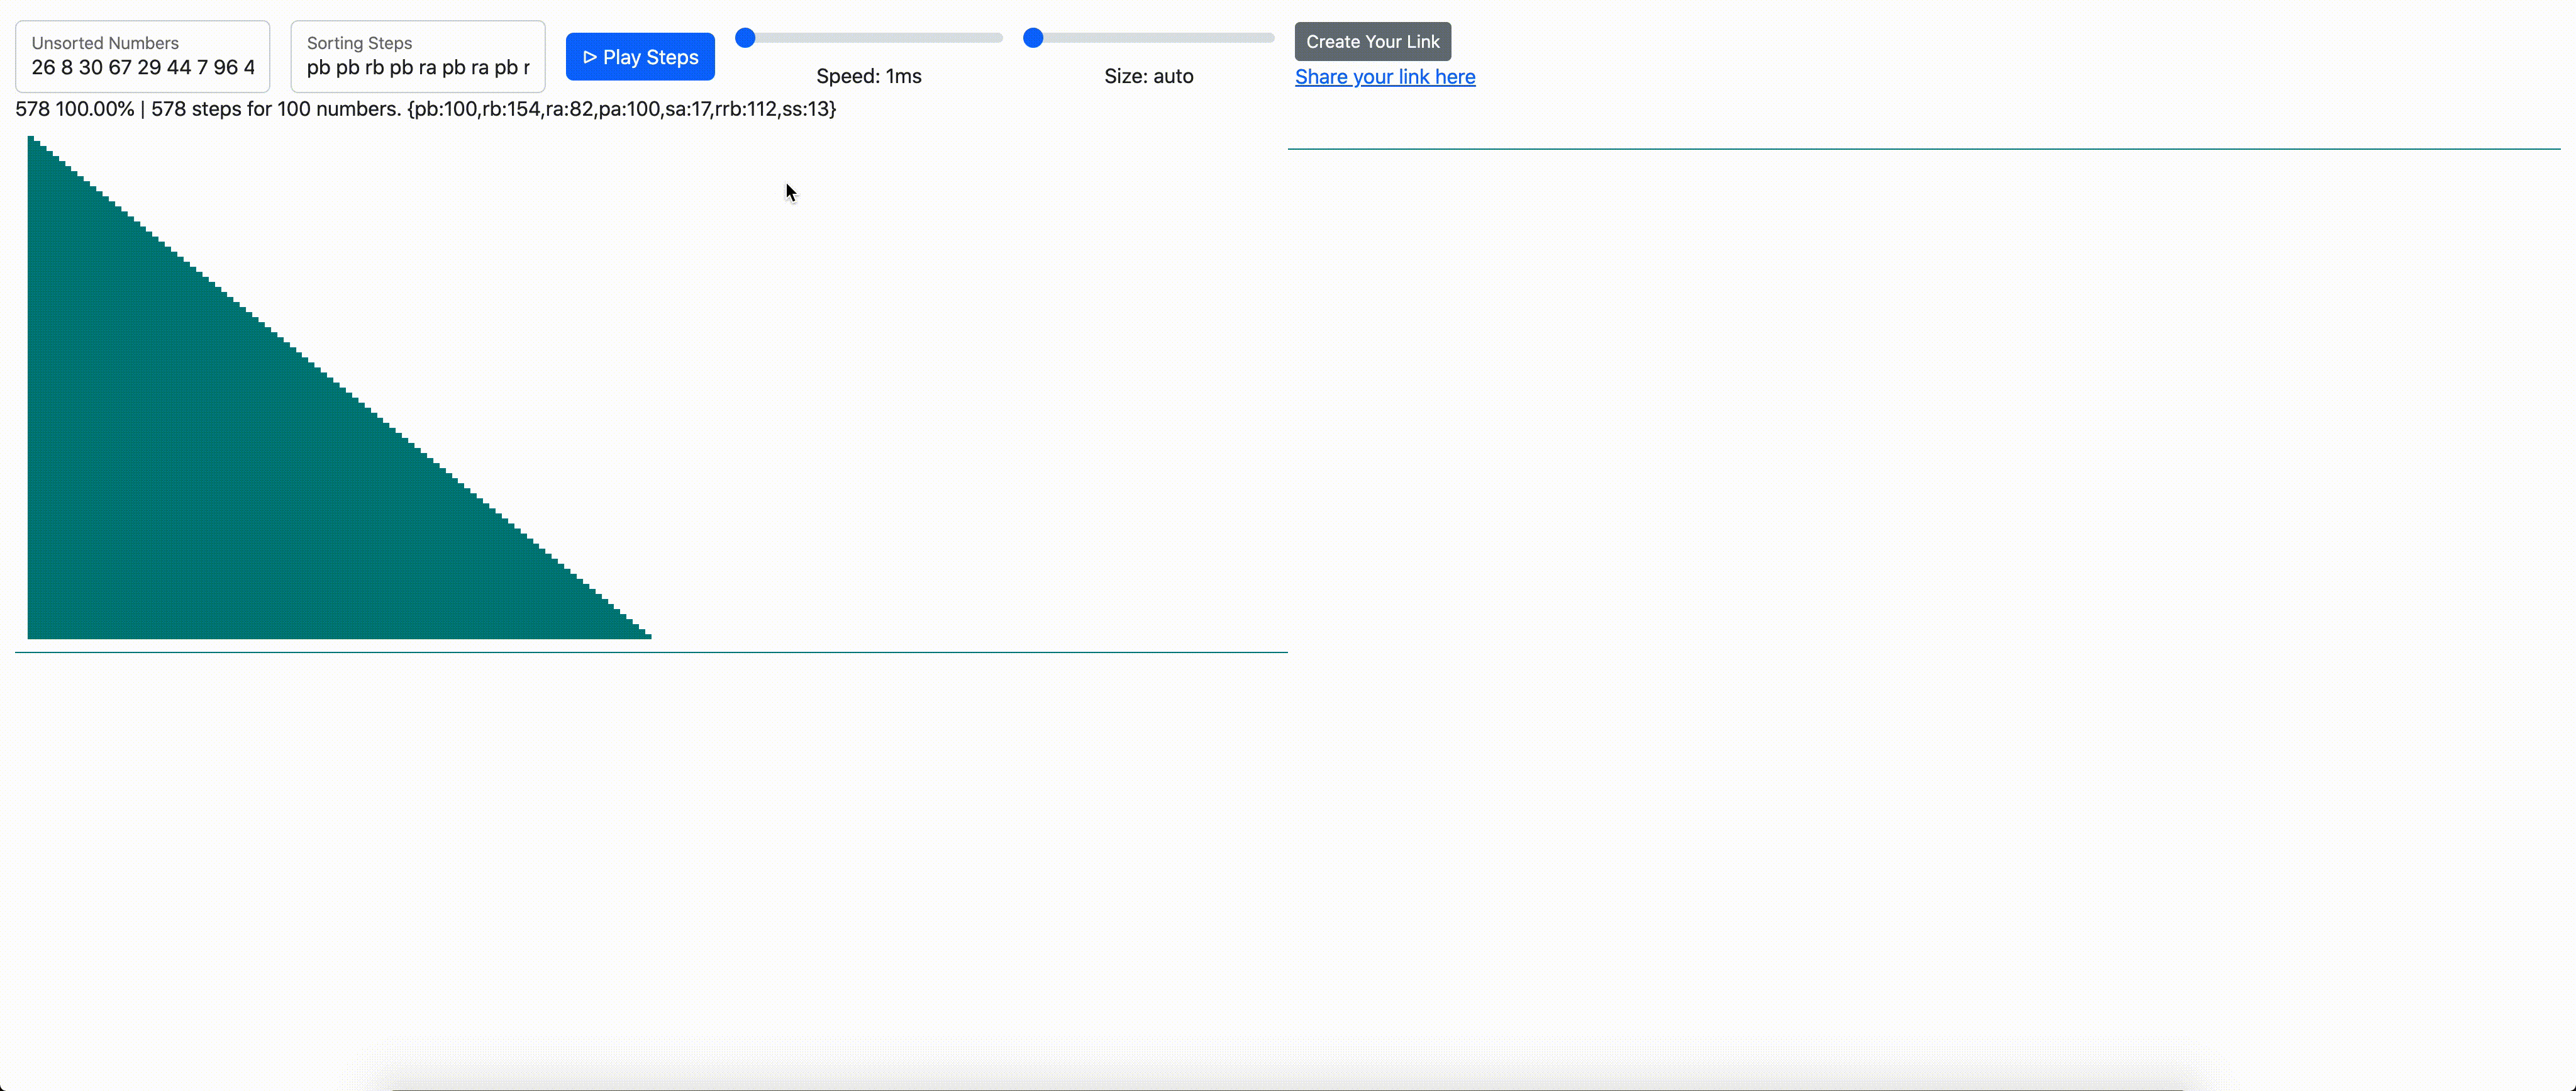 Unsorted Numbers
26 8 30 67 29 44 7 96 4
Sorting Steps
pb pb rb pb ra pb ra pb r
Play Steps
Speed: 1ms
Size: auto
Create Your Link
Share your link here
578 100.00% | 578 steps for 100 numbers. {pb:100,rb:154,ra:82,pa:100,sa:17,rrb:112,ss:13}